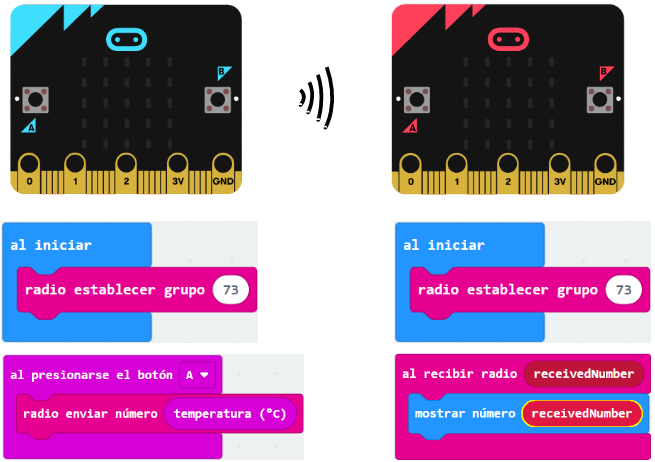 B B
A A
0 1 2 3V GND 0 1 2 3V GND
al iniciar
radio establecer grupo 73
al iniciar
radio establecer grupo 73
al presionarse el botón A
radio enviar número temperatura (°C)
al recibir radio receivedNumber
mostrar número receivedNumber